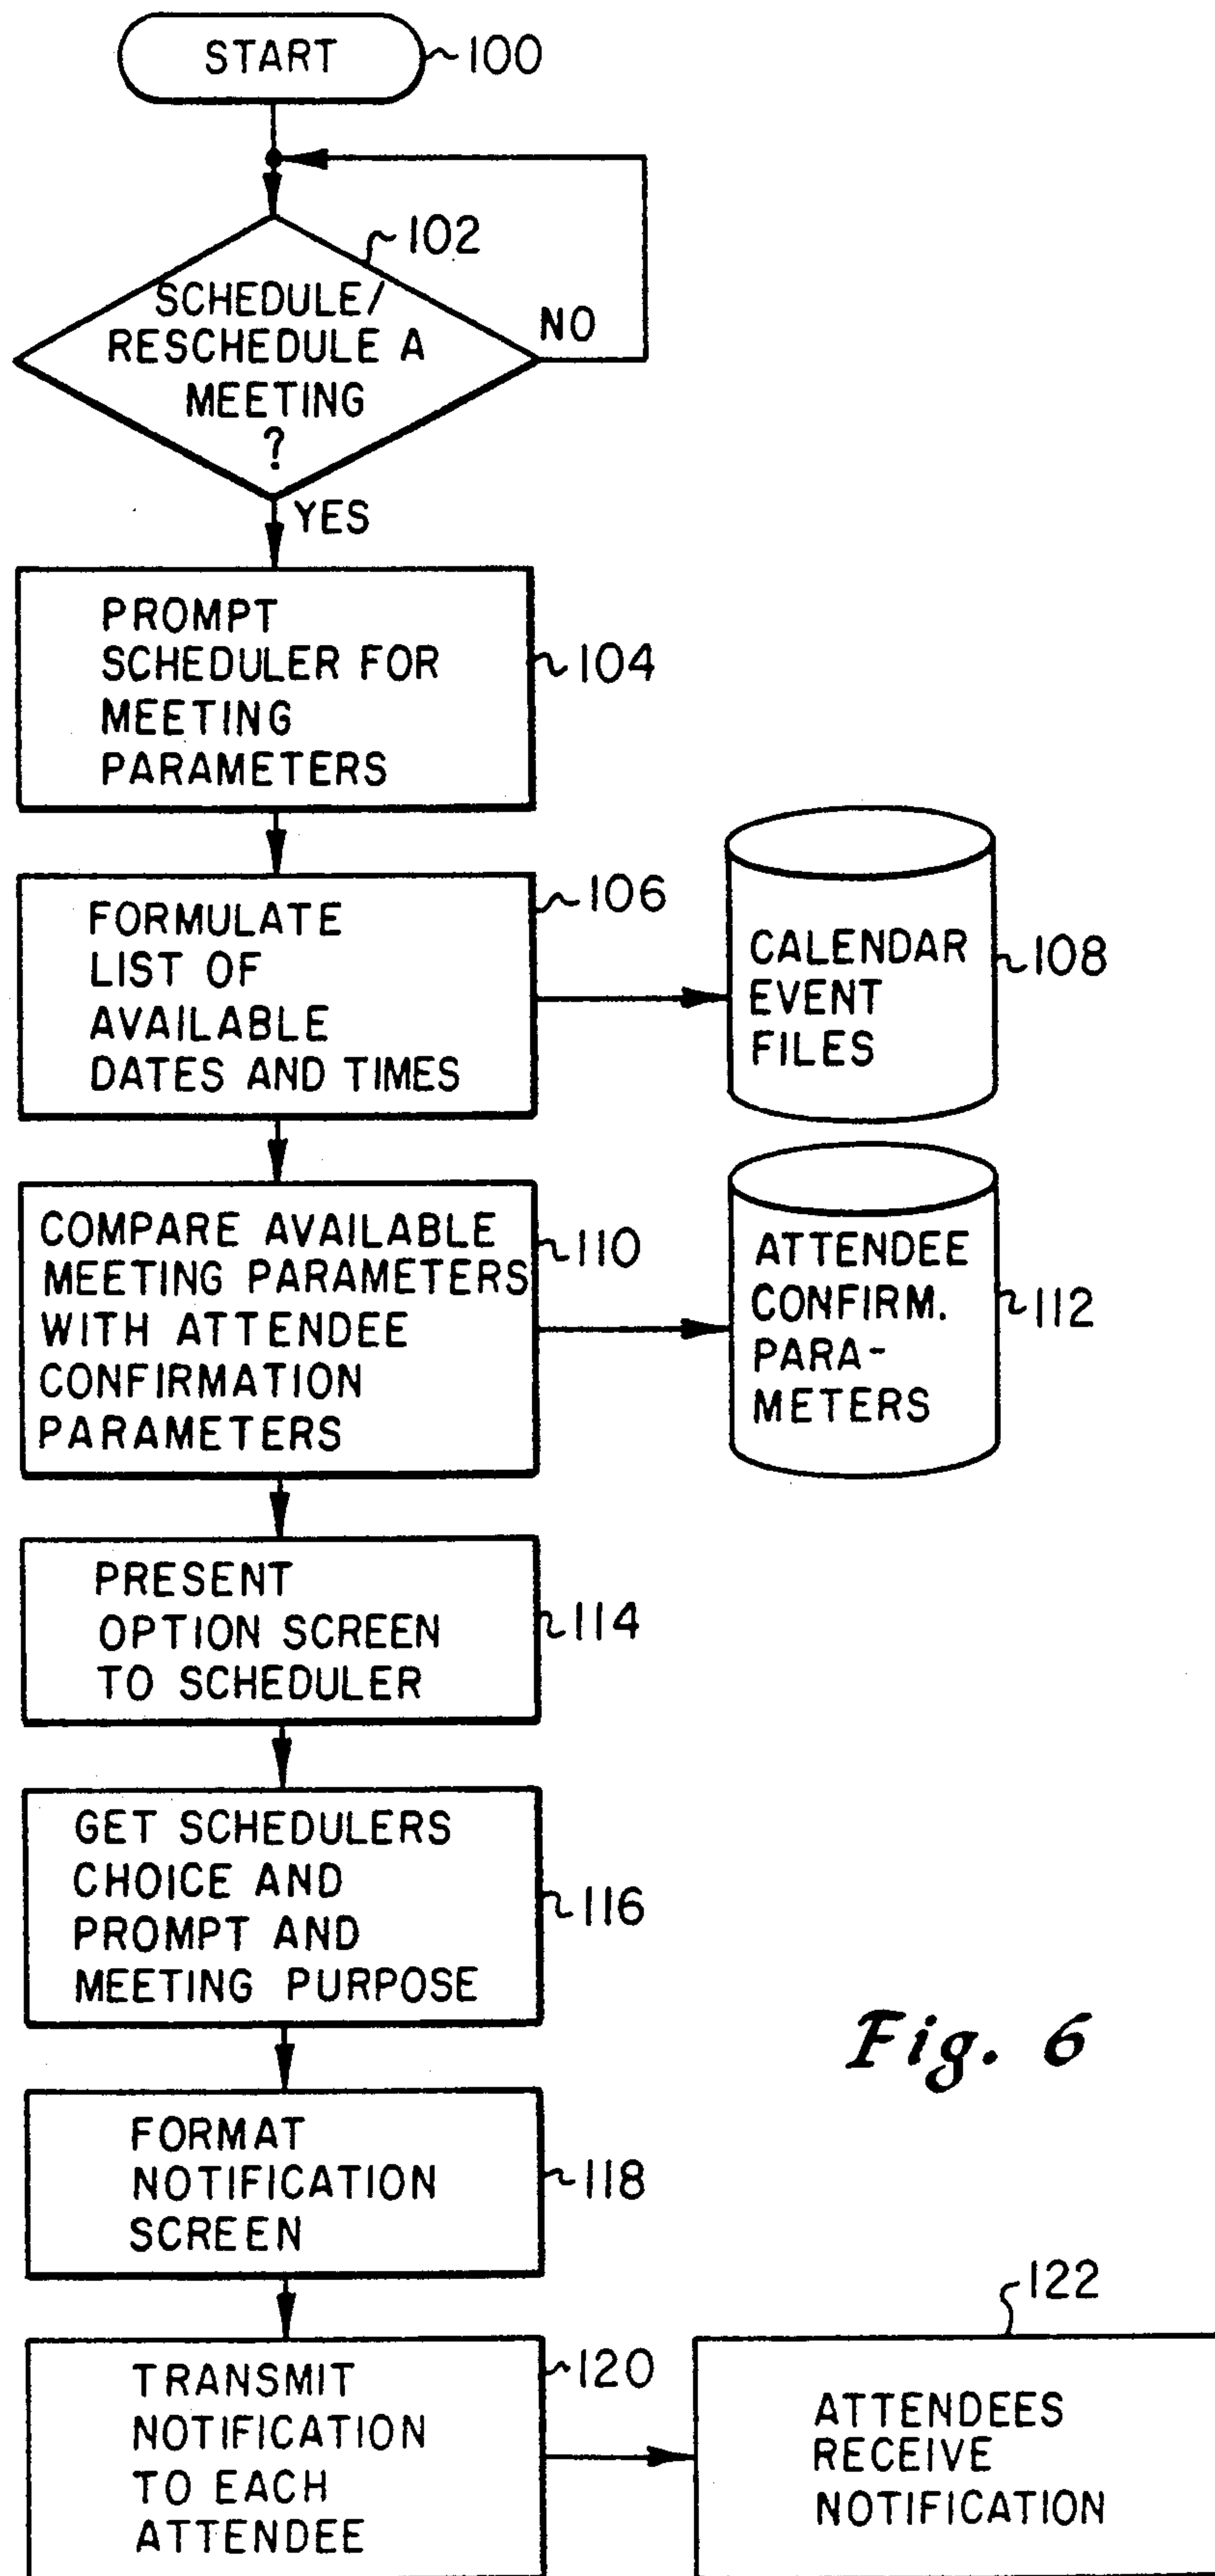 START
100
102
SCHEDULE/
RESCHEDULE A
MEETING
?
NO
YES
PROMPT
SCHEDULER FOR
MEETING
PARAMETERS
104
FORMULATE
LIST OF
AVAILABLE
DATES AND TIMES
106
CALENDAR
EVENT
FILES
108
COMPARE AVAILABLE
MEETING PARAMETERS
WITH ATTENDEE
CONFIRMATION
PARAMETERS
110
ATTENDEE
CONFIRM.
PARA-
METERS
112
PRESENT
OPTION SCREEN
TO SCHEDULER
114
GET SCHEDULERS
CHOICE AND
PROMPT AND
MEETING PURPOSE
116
Fig. 6
FORMAT
NOTIFICATION
SCREEN
118
TRANSMIT
NOTIFICATION
TO EACH
ATTENDEE
120
122
ATTENDEES
RECEIVE
NOTIFICATION